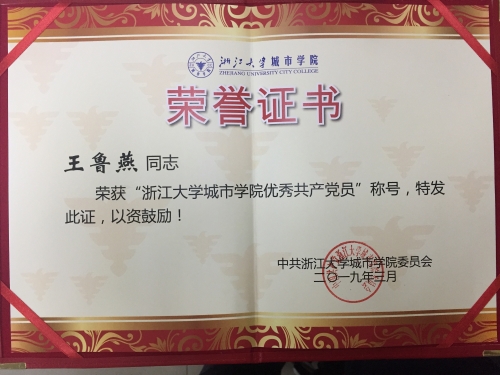 浙江大学城市学院
ZHEJIANG UNIVERSITY CITY COLLEGE
荣誉证书
王鲁燕 同志
荣获“浙江大学城市学院优秀共产党员”称号，特发
此证，以资鼓励！
中共浙江大学城市学院委员会
二〇一九年三月